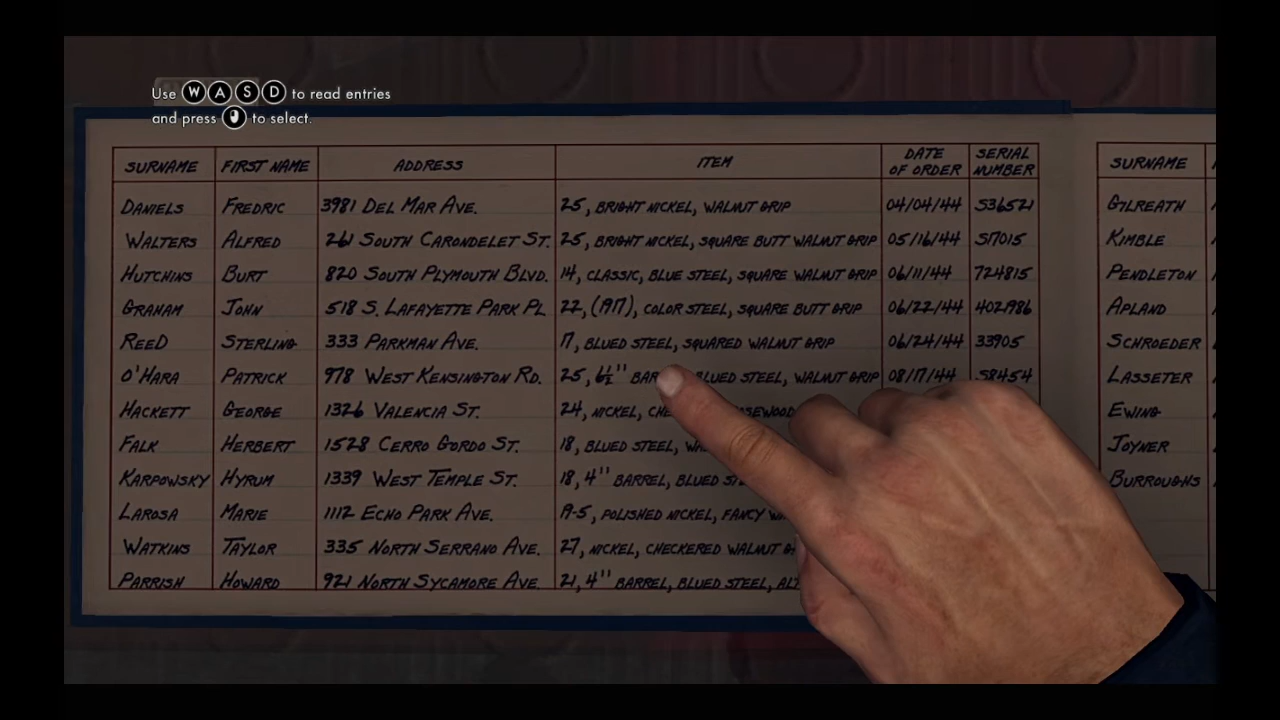 Use W A S D to read entries
and press to select.
SURNAME FIRST NAME ADDRESS ITEM DATE OF ORDER SERIAL NUMBER SURNAME
DANIELS FREDRIC 3981 DEL MAR AVE. 25, BRIGHT NICKEL, WALNUT GRIP 04/04/44 S36521 GILREATH
WALTERS ALFRED 261 SOUTH CARONDELET ST. 25, BRIGHT NICKEL, SQUARE BUTT WALNUT GRIP 05/16/44 S17015 KIMBLE
HUTCHINS BURT 820 SOUTH PLYMOUTH BLVD. 14, CLASSIC, BLUE STEEL, SQUARE WALNUT GRIP 06/11/44 724815 PENDLETON
GRAHAM JOHN 518 S. LAFAYETTE PARK PL 22, (1917), COLOR STEEL, SQUARE BUTT GRIP 06/22/44 402986 APLAND
REED STERLING 333 PARKMAN AVE. 17, BLUED STEEL, SQUARED WALNUT GRIP 06/24/44 33905 SCHROEDER
O'HARA PATRICK 978 WEST KENSINGTON RD. 25, 6½" BLUED STEEL, WALNUT GRIP 08/17/44 S8454 LASSETER
HACKETT GEORGE 1326 VALENCIA ST. 24, NICKEL, EWING
FALK HERBERT 1528 CERRO GORDO ST. 18, BLUED STEEL, JOYNER
KARPOWSKY HYRUM 1339 WEST TEMPLE ST. 18, 4" BARREL, BLUED BURROUGHS
LAROSA MARIE 1112 ECHO PARK AVE. 19-5, POLISHED NICKEL, FANCY
WATKINS TAYLOR 335 NORTH SERRANO AVE. 27, NICKEL, CHECKERED WALNUT
PARRISH HOWARD 921 NORTH SYCAMORE AVE. 21, 4" BARREL, BLUED STEEL,